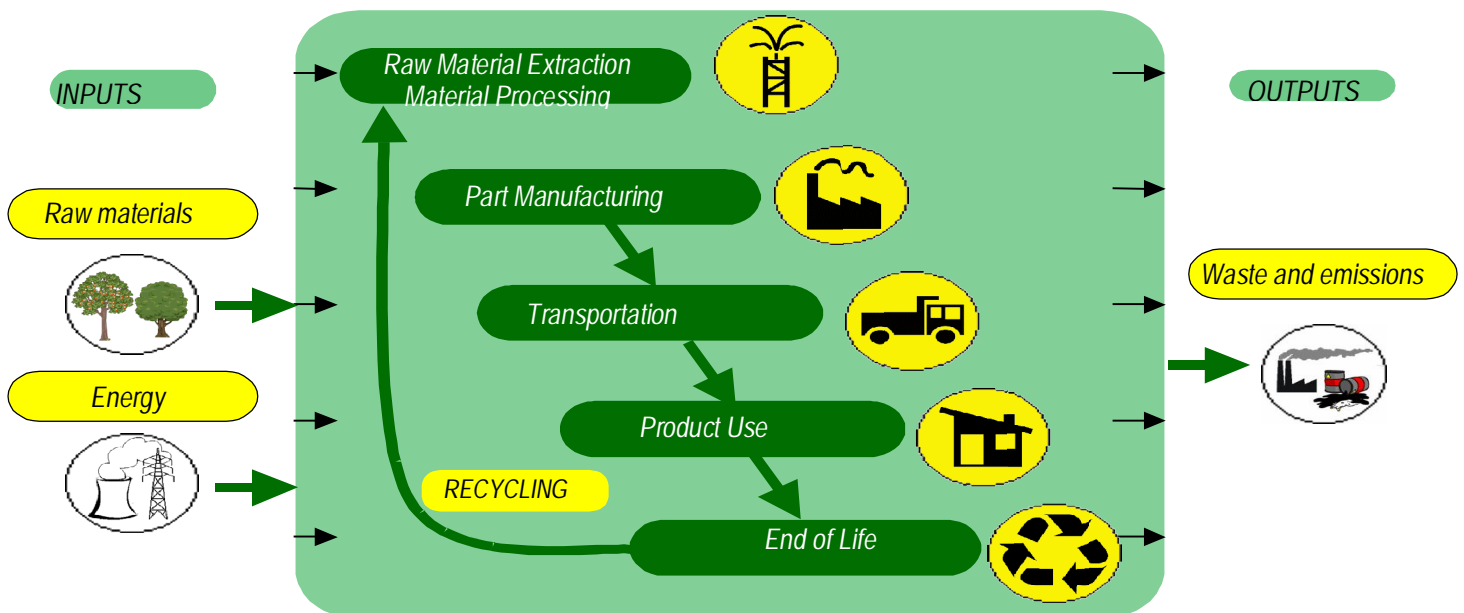 INPUTS
Raw materials
Energy
Raw Material Extraction
Material Processing
Part Manufacturing
Transportation
Product Use
RECYCLING
End of Life
OUTPUTS
Waste and emissions